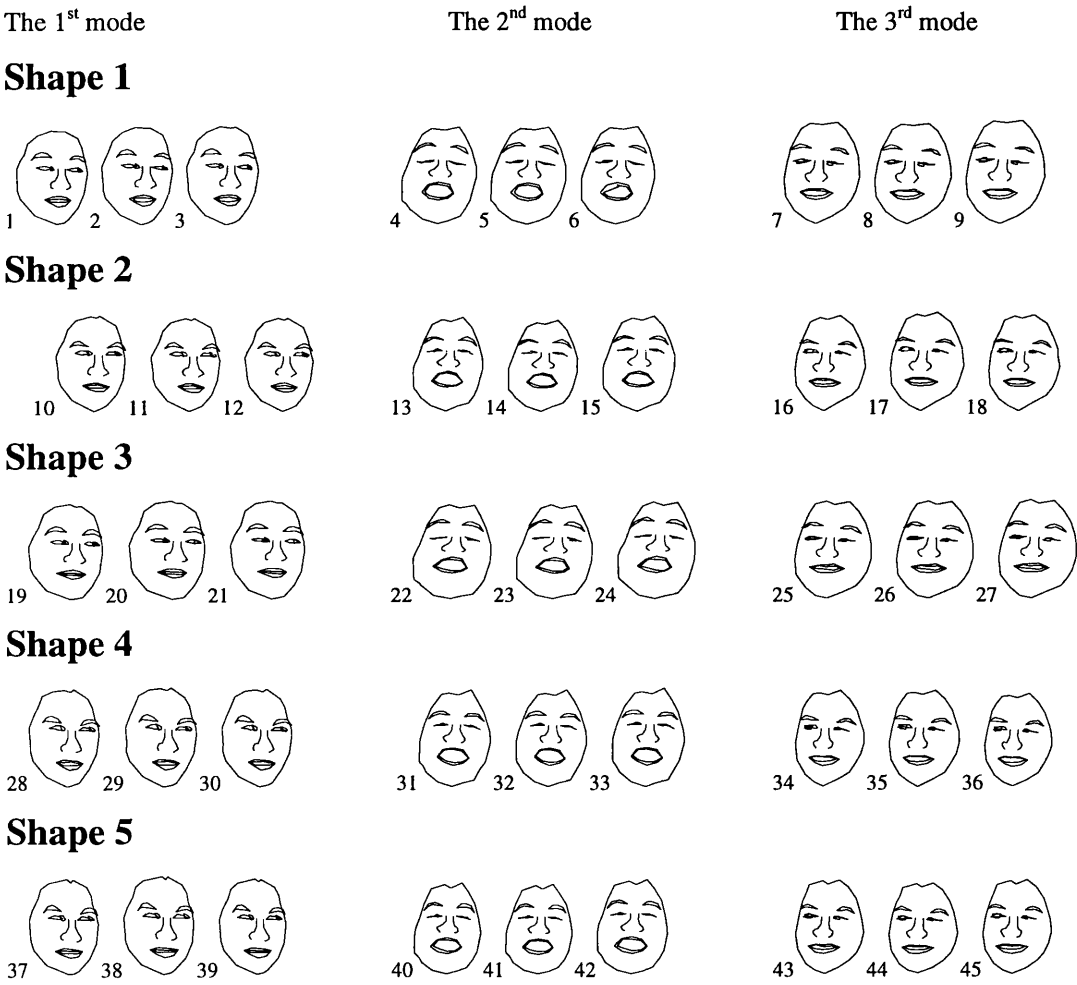 The 1st mode The 2nd mode The 3rd mode
Shape 1
1 2 3 4 5 6 7 8 9
Shape 2
10 11 12 13 14 15 16 17 18
Shape 3
19 20 21 22 23 24 25 26 27
Shape 4
28 29 30 31 32 33 34 35 36
Shape 5
37 38 39 40 41 42 43 44 45